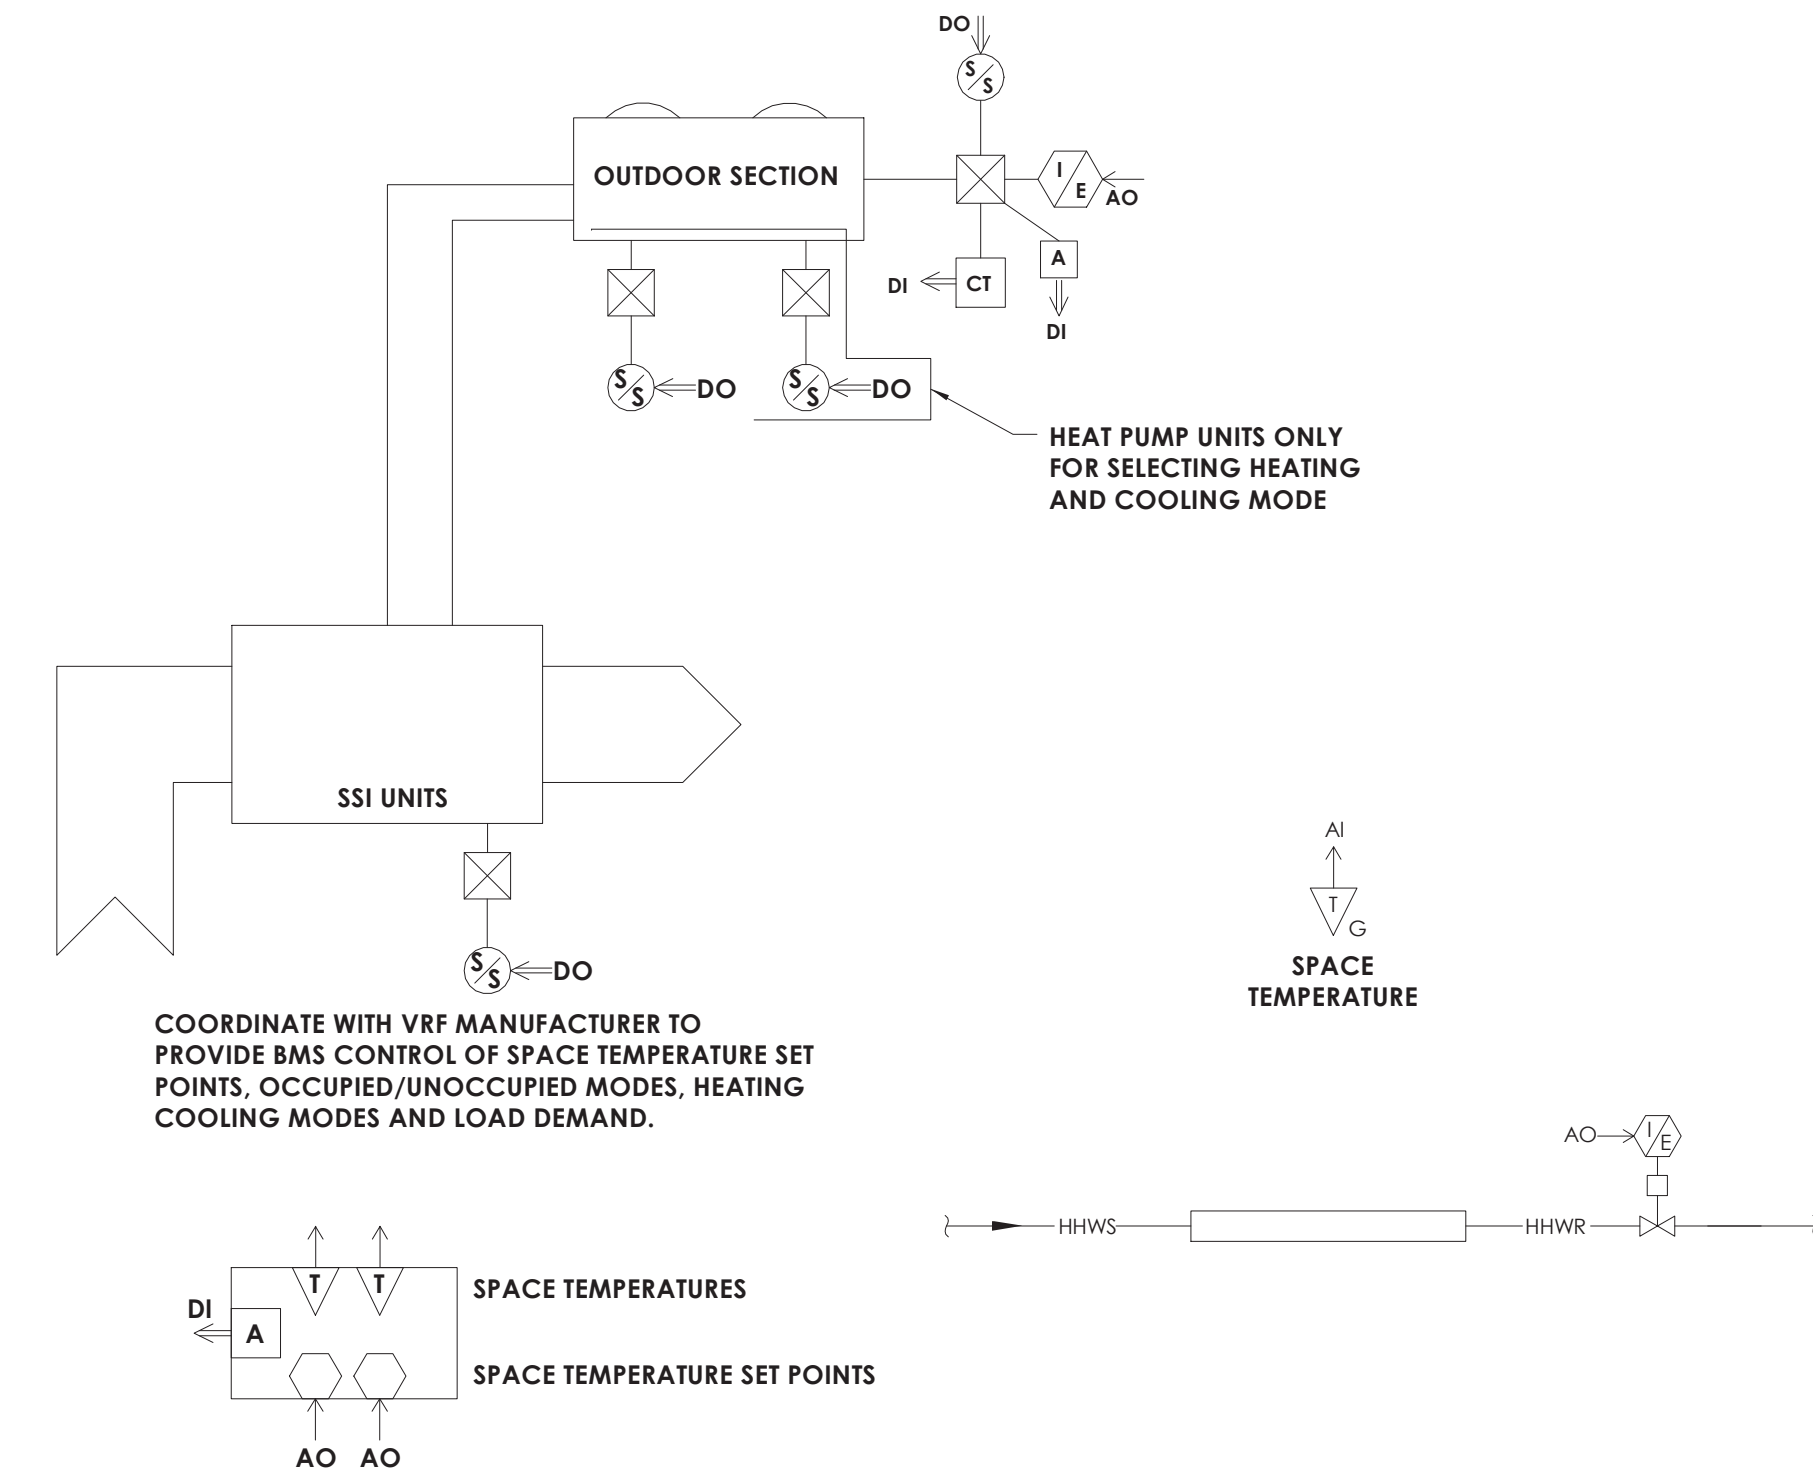 DO
S/S
OUTDOOR SECTION
I/E
AO
A
DI
CT
DI
S/S
DO
S/S
DO
HEAT PUMP UNITS ONLY
FOR SELECTING HEATING
AND COOLING MODE
SSI UNITS
AI
T
G
SPACE
TEMPERATURE
S/S
DO
COORDINATE WITH VRF MANUFACTURER TO
PROVIDE BMS CONTROL OF SPACE TEMPERATURE SET
POINTS, OCCUPIED/UNOCCUPIED MODES, HEATING
COOLING MODES AND LOAD DEMAND.
AO
I/E
HHWS
HHWR
T
T
SPACE TEMPERATURES
DI
A
SPACE TEMPERATURE SET POINTS
AO
AO